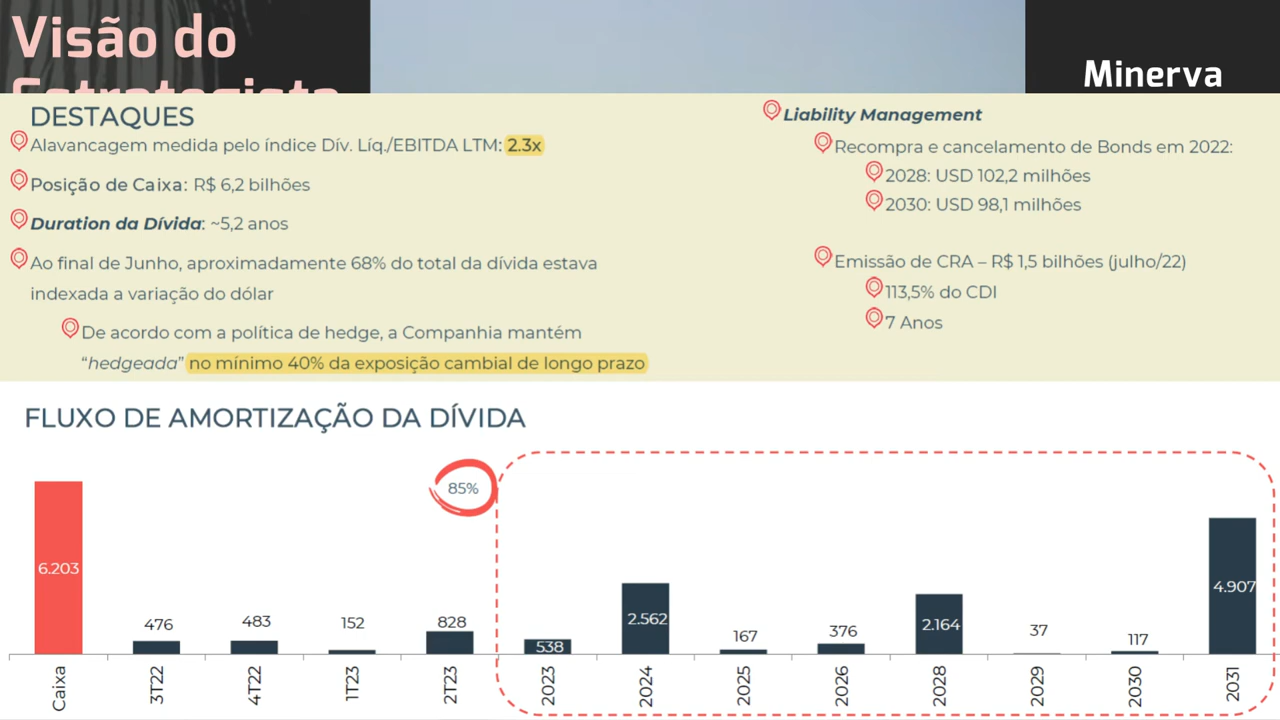 Visão do
Estrategista
Minerva
DESTAQUES
Alavancagem medida pelo índice Dív. Líq./EBITDA LTM: 2.3x
Posição de Caixa: R$ 6,2 bilhões
Duration da Dívida: ~5,2 anos
Ao final de Junho, aproximadamente 68% do total da dívida estava
indexada a variação do dólar
De acordo com a política de hedge, a Companhia mantém
“hedgeada” no mínimo 40% da exposição cambial de longo prazo
Liability Management
Recompra e cancelamento de Bonds em 2022:
2028: USD 102,2 milhões
2030: USD 98,1 milhões
Emissão de CRA – R$ 1,5 bilhões (julho/22)
113,5% do CDI
7 Anos
FLUXO DE AMORTIZAÇÃO DA DÍVIDA
85%
6.203
476
483
152
828
538
2.562
167
376
2.164
37
117
4.907
Caixa
3T22
4T22
1T23
2T23
2023
2024
2025
2026
2028
2029
2030
2031